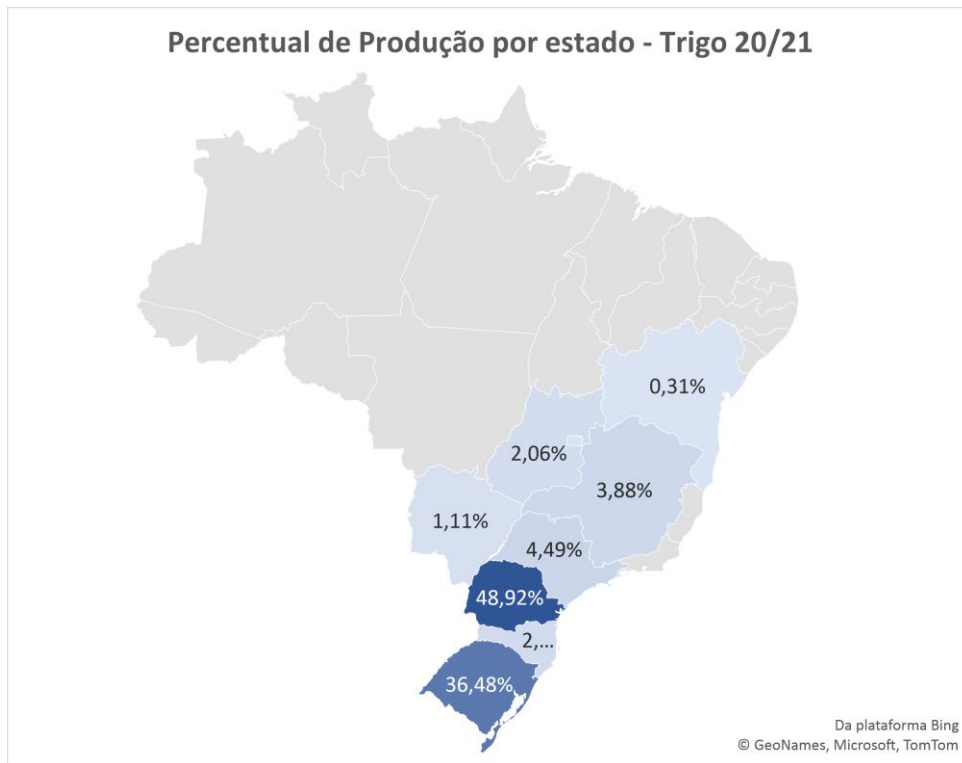 Percentual de Produção por estado - Trigo 20/21
0,31%
2,06%
3,88%
1,11%
4,49%
48,92%
2,...
36,48%
Da plataforma Bing
© GeoNames, Microsoft, TomTom